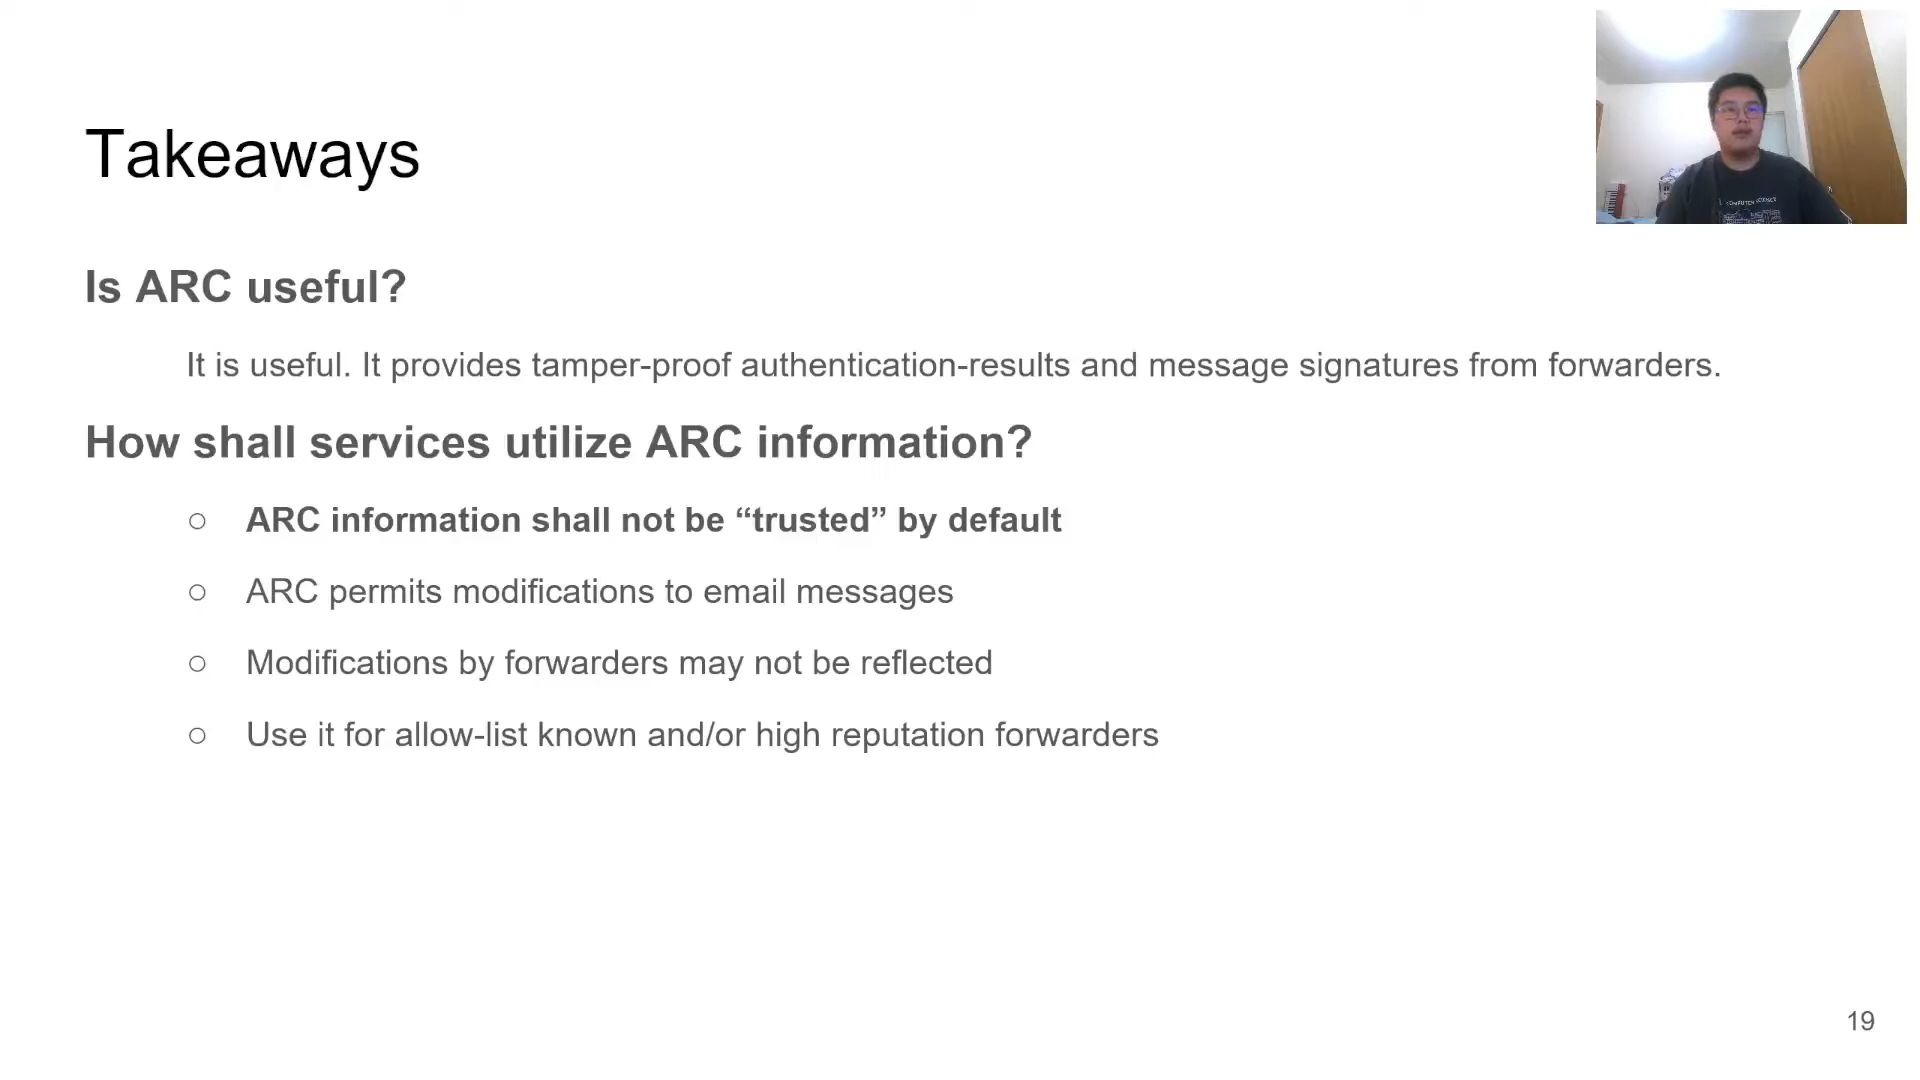 Takeaways
Is ARC useful?
It is useful. It provides tamper-proof authentication-results and message signatures from forwarders.
How shall services utilize ARC information?
○ ARC information shall not be “trusted” by default
○ ARC permits modifications to email messages
○ Modifications by forwarders may not be reflected
○ Use it for allow-list known and/or high reputation forwarders
COMPUTER SCIENCE
19